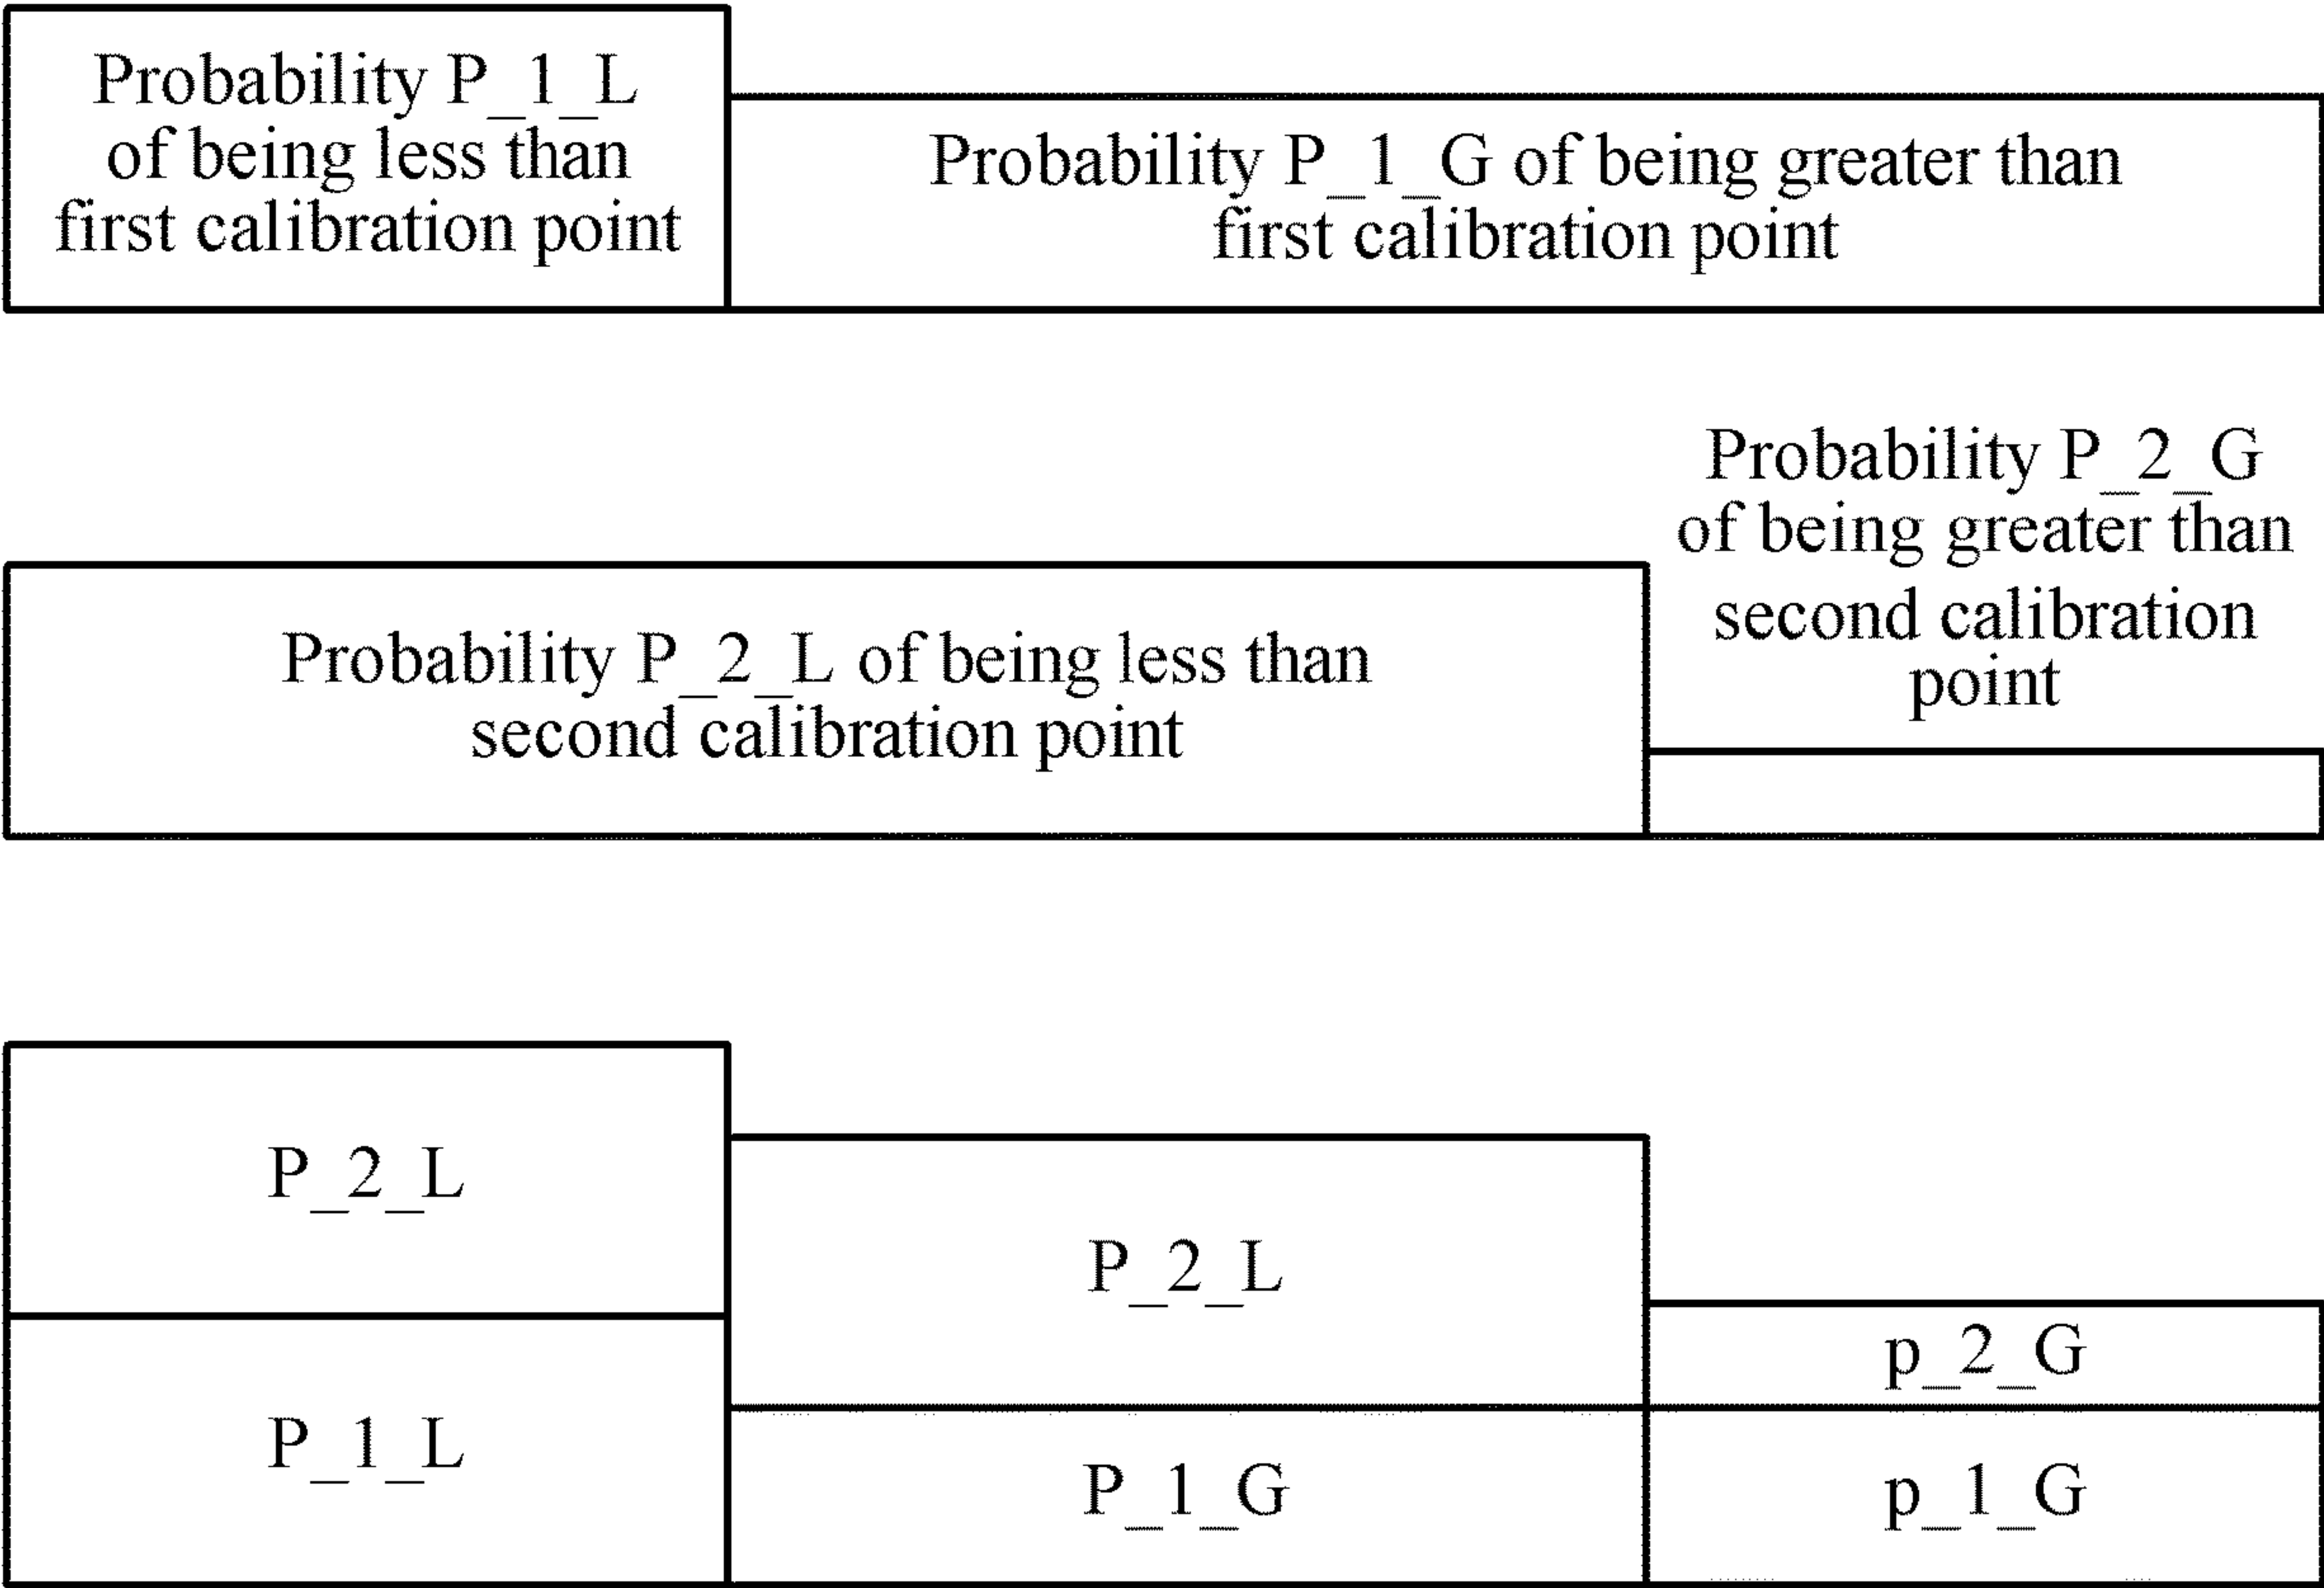 Probability P_1_L
of being less than
first calibration point
Probability P_1_G of being greater than
first calibration point
Probability P_2_G
of being greater than
second calibration
point
Probability P_2_L of being less than
second calibration point
P_2_L
P_2_L
p_2_G
P_1_L
P_1_G
p_1_G